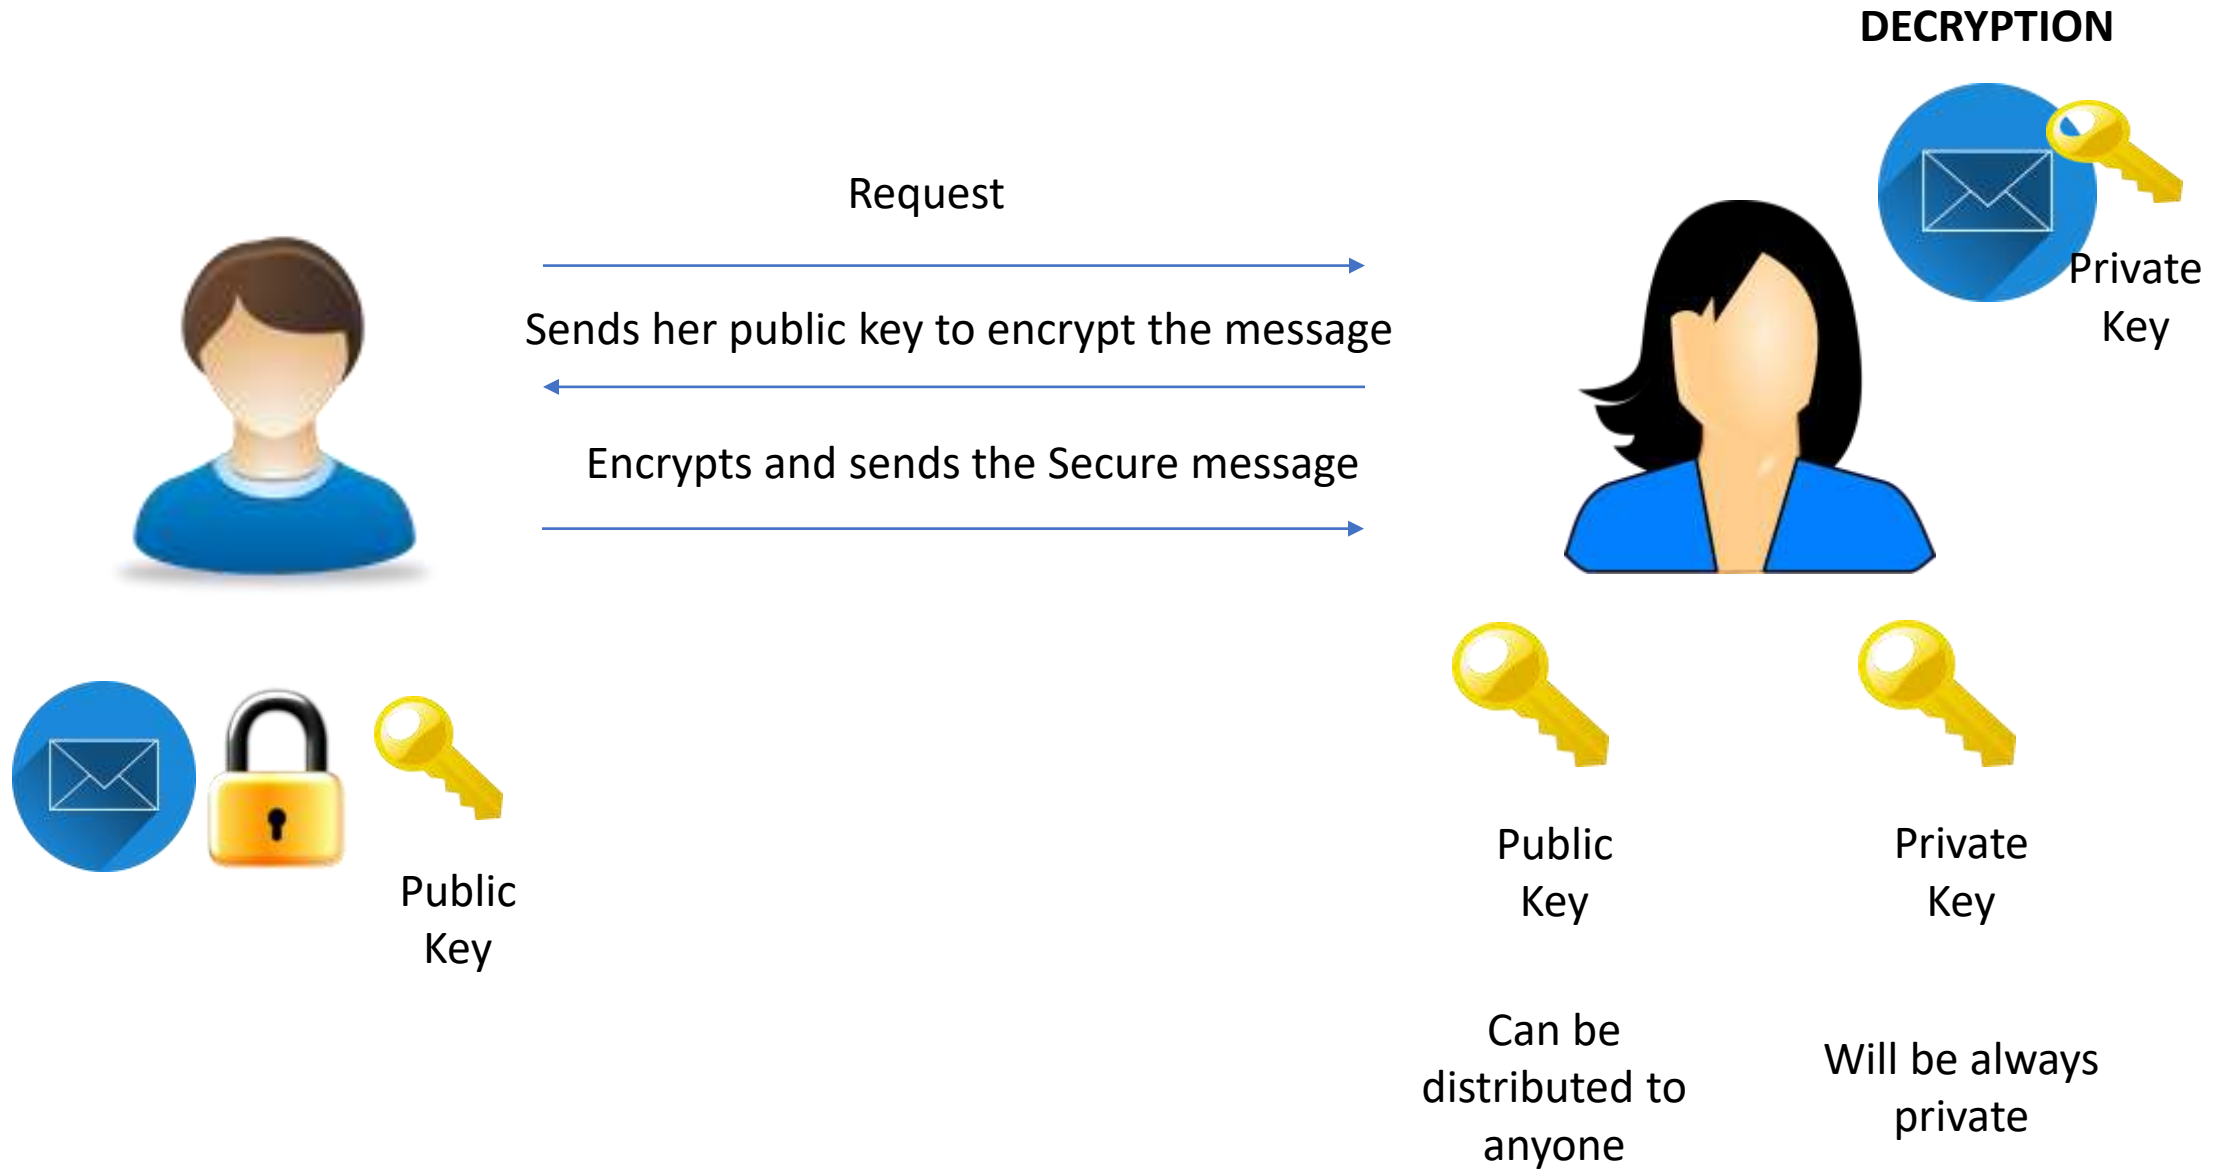 DECRYPTION
Request
Private
Key
Sends her public key to encrypt the message
Encrypts and sends the Secure message
Public
Key
Public
Key
Private
Key
Can be
distributed to
anyone
Will be always
private